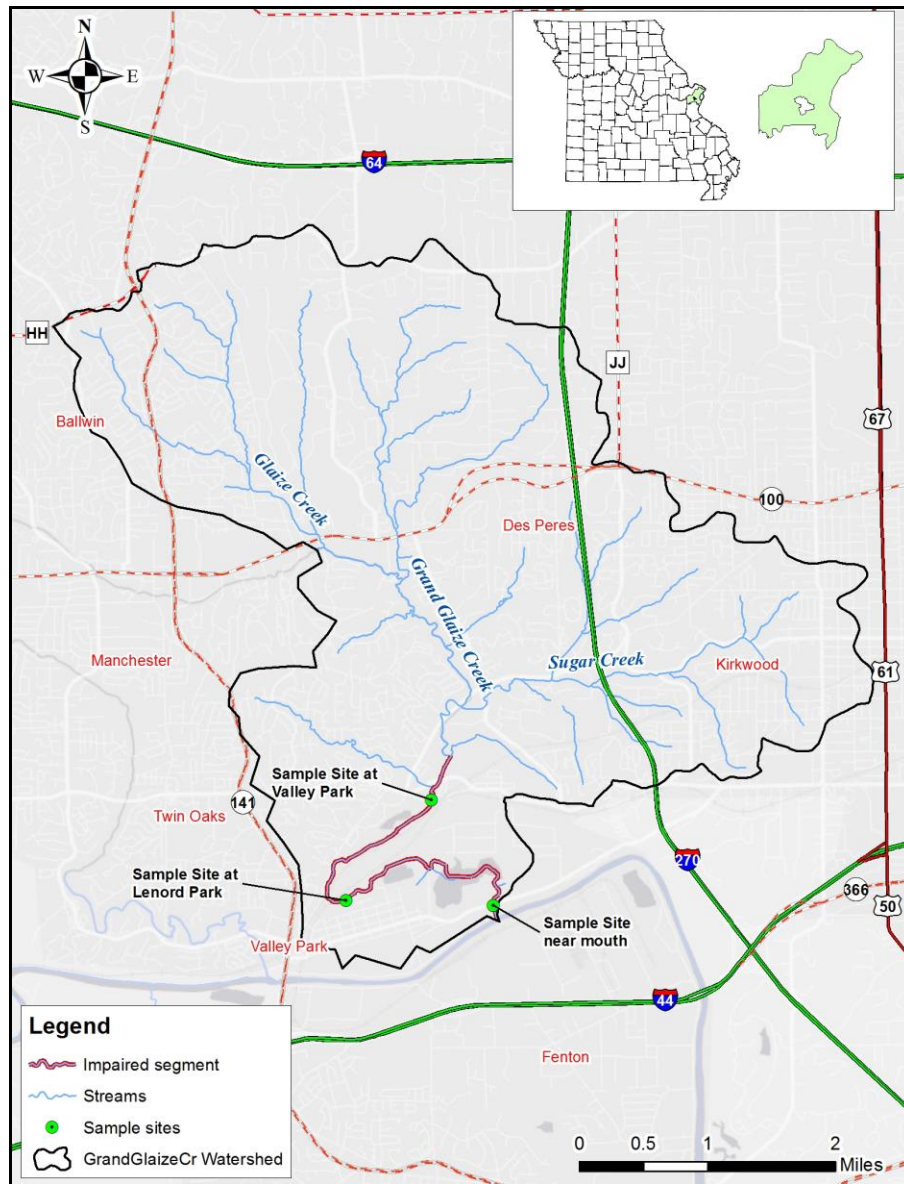 N
W
E
S
64
HH
JJ
67
Ballwin
Glaize Creek
100
Des Peres
Grand Glaize Creek
Manchester
Sugar Creek
Kirkwood
61
Sample Site at
Valley Park
141
Twin Oaks
270
Sample Site at
Lenord Park
366
50
Sample Site
near mouth
Valley Park
44
Fenton
Legend
Impaired segment
Streams
Sample sites
GrandGlaizeCr Watershed
0 0.5 1 2
Miles